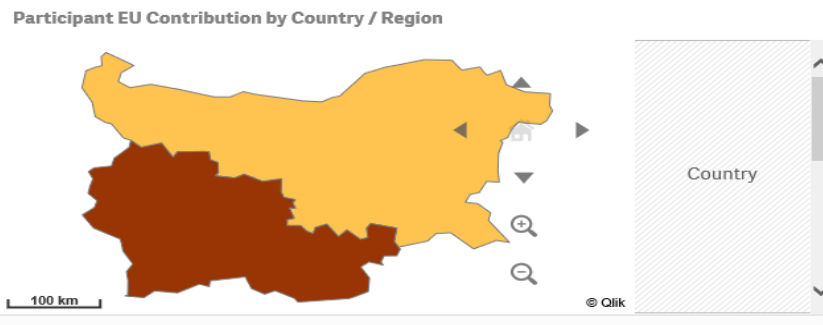 Participant EU Contribution by Country / Region
Country
100 km
© Qlik